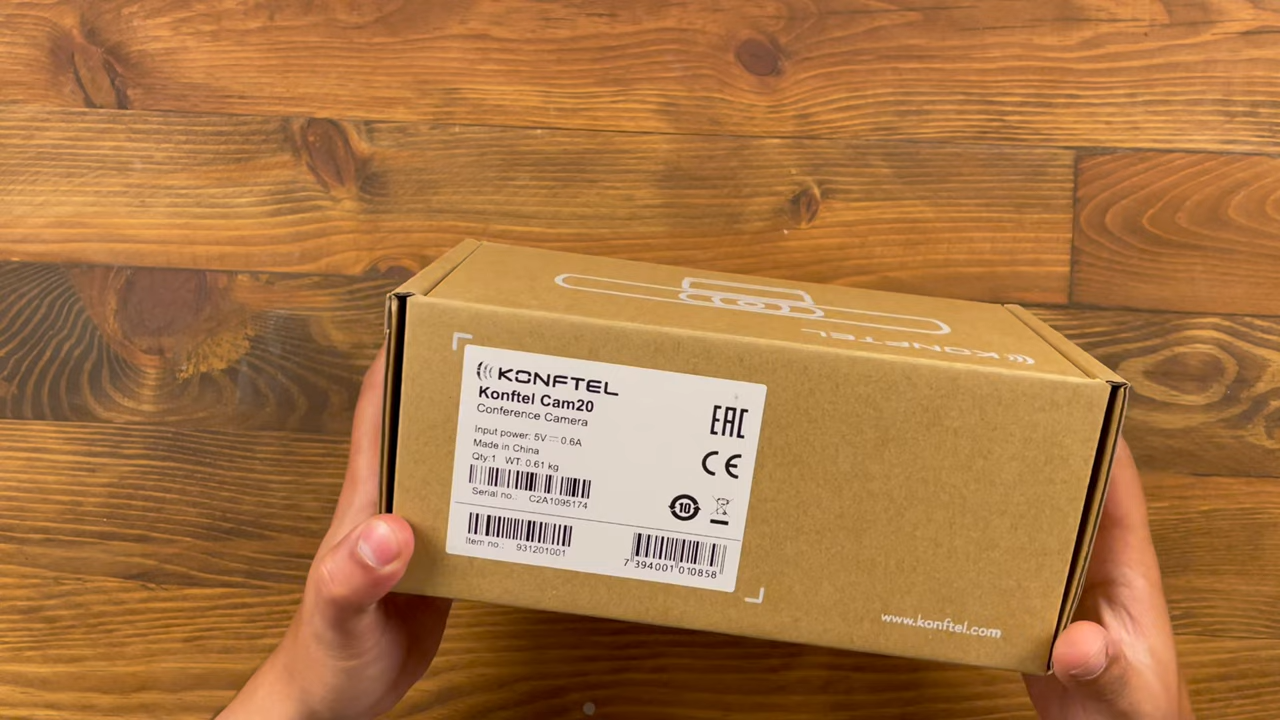 KONFTEL
KONFTEL
Konftel Cam20
Conference Camera
Input power: 5V ⎓ 0.6A
Made in China
Qty:1 WT: 0.61 kg
Serial no.: C2A1095174
Item no.: 931201001
EAC
CE
10
7 394001 010858
www.konftel.com